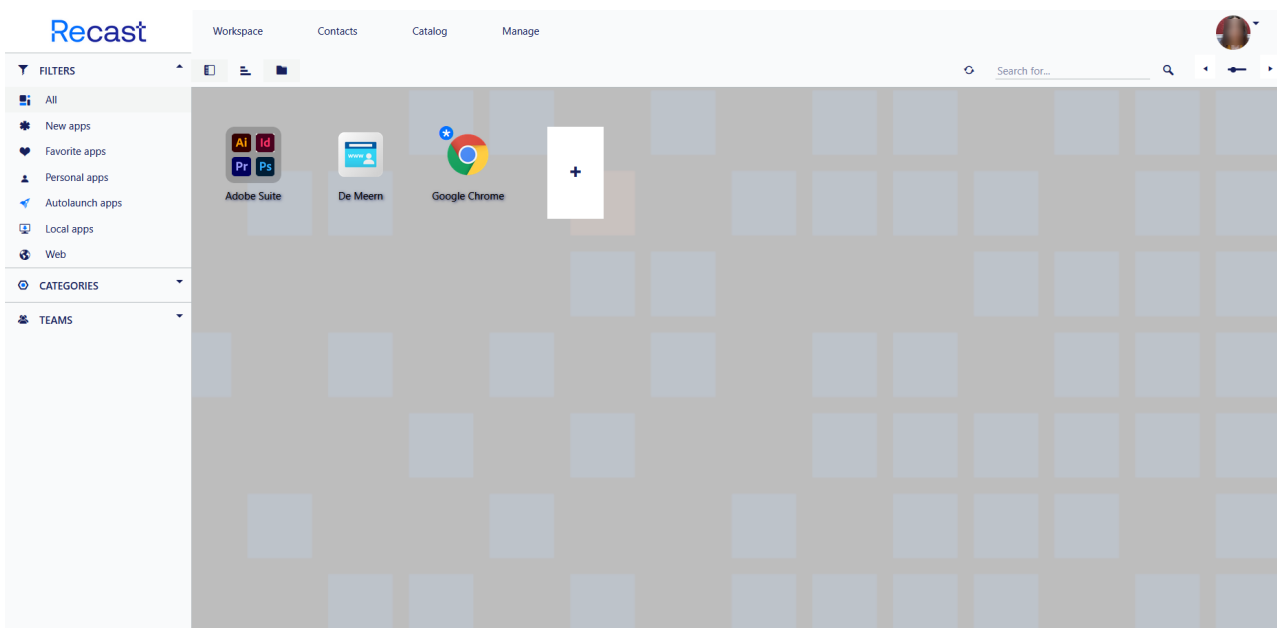 Recast
Workspace Contacts Catalog Manage
FILTERS
Search for...
All
New apps
Favorite apps
Personal apps
Autolaunch apps
Local apps
Web
CATEGORIES
TEAMS
Ai Id
Pr Ps
www
+
Adobe Suite De Meern Google Chrome